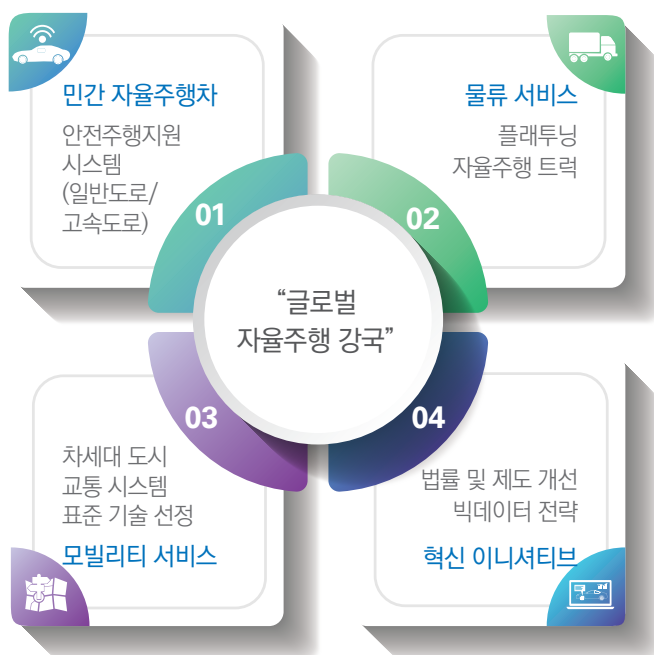 민간 자율주행차
안전주행지원
시스템
(일반도로/
고속도로)
01
물류 서비스
플래투닝
자율주행 트럭
02
“글로벌
자율주행 강국”
03
차세대 도시
교통 시스템
표준 기술 선정
모빌리티 서비스
04
법률 및 제도 개선
빅데이터 전략
혁신 이니셔티브